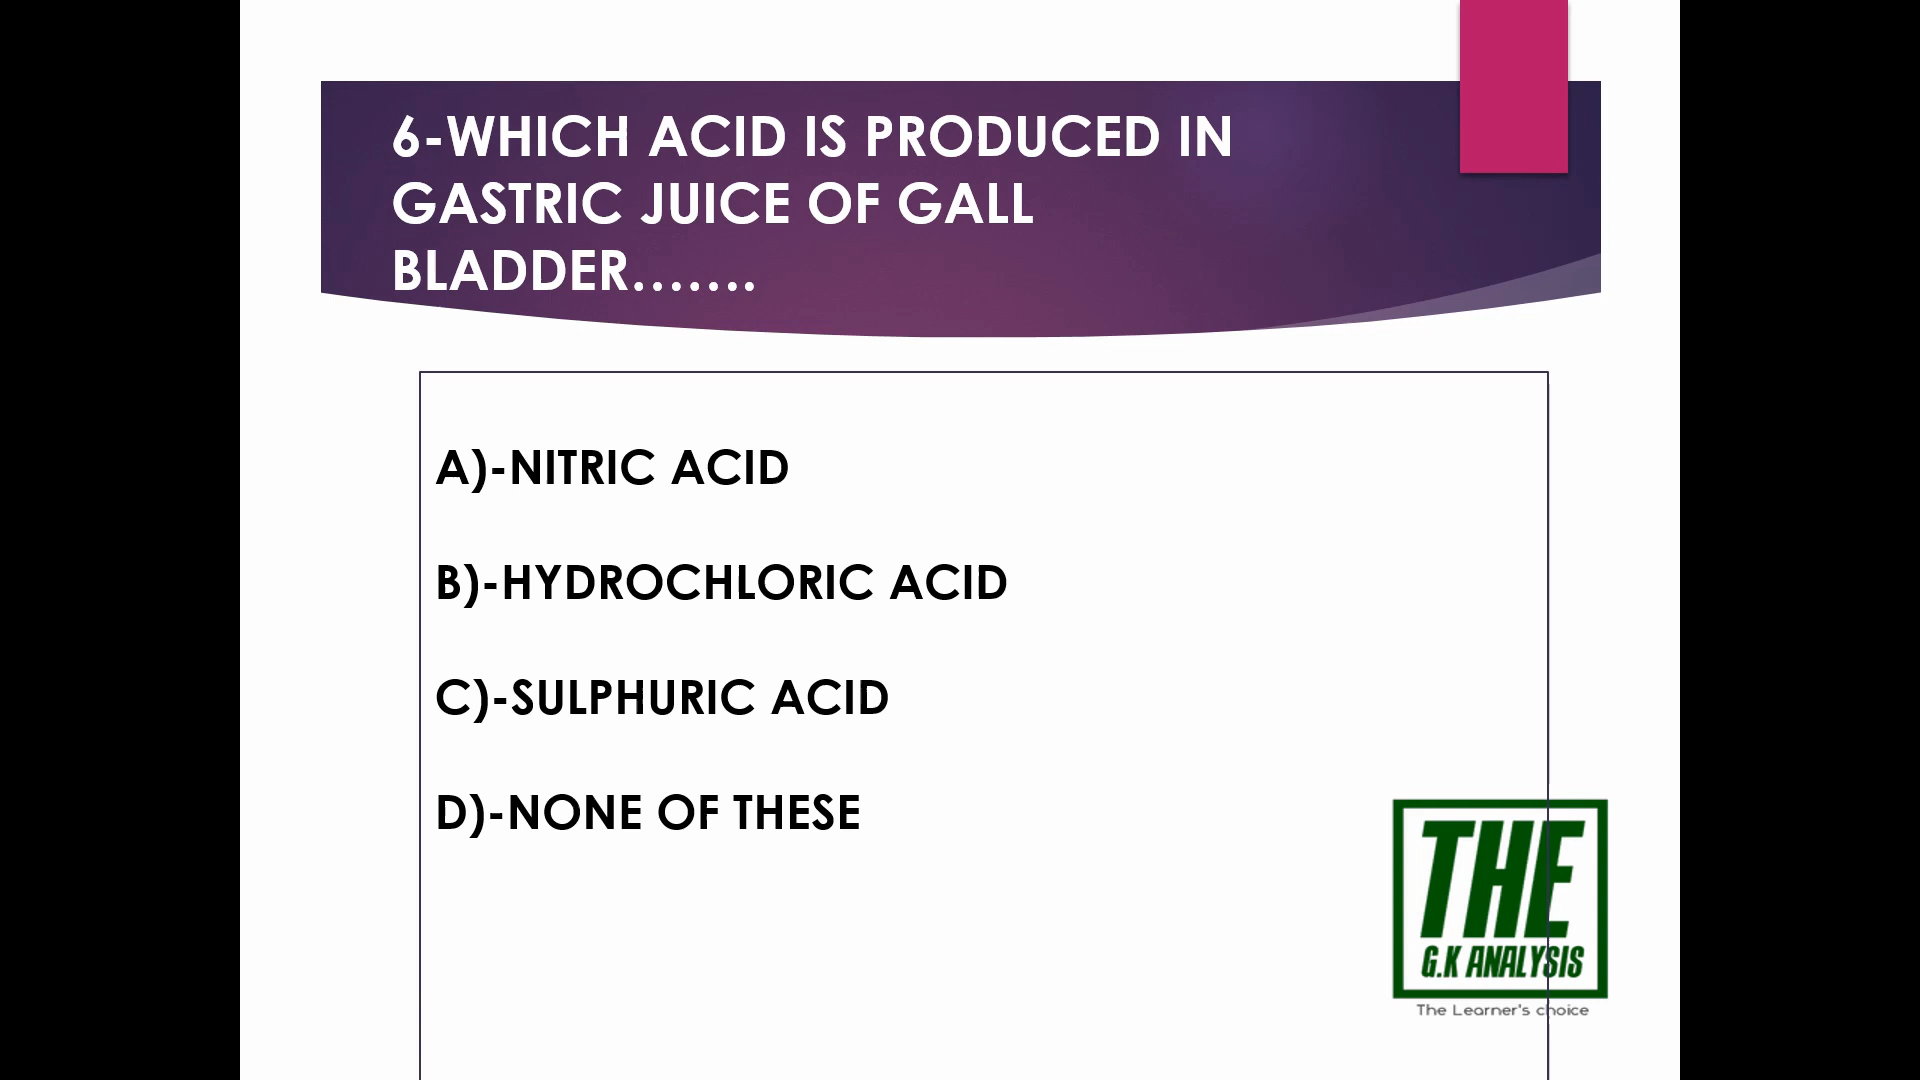 6-WHICH ACID IS PRODUCED IN
GASTRIC JUICE OF GALL
BLADDER.......
A)-NITRIC ACID
B)-HYDROCHLORIC ACID
C)-SULPHURIC ACID
D)-NONE OF THESE
THE
G.K ANALYSIS
The Learner's choice